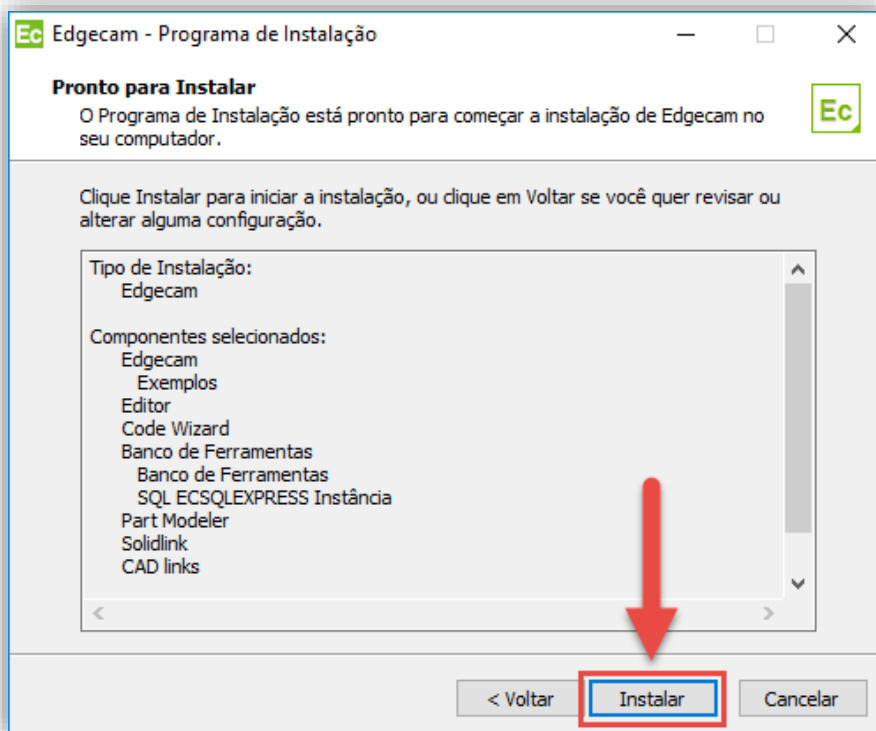 Ec Edgecam - Programa de Instalação
Pronto para Instalar
O Programa de Instalação está pronto para começar a instalação de Edgecam no
seu computador.
Ec
Clique Instalar para iniciar a instalação, ou clique em Voltar se você quer revisar ou
alterar alguma configuração.
Tipo de Instalação:
Edgecam
Componentes selecionados:
Edgecam
Exemplos
Editor
Code Wizard
Banco de Ferramentas
Banco de Ferramentas
SQL ECSQLEXPRESS Instância
Part Modeler
Solidlink
CAD links
< Voltar
Instalar
Cancelar